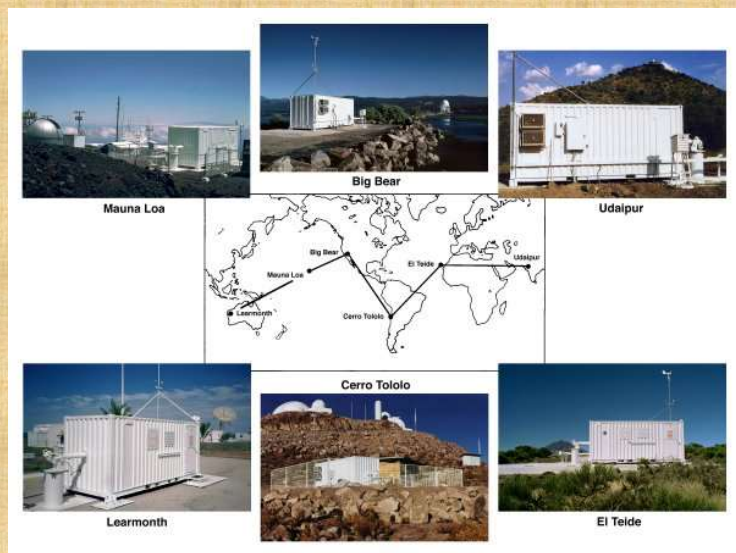 Big Bear
Mauna Loa
Udaipur
Big Bear
Mauna Loa
El Teide
Udaipur
Learmonth
Cerro Tololo
Cerro Tololo
Learmonth
El Teide